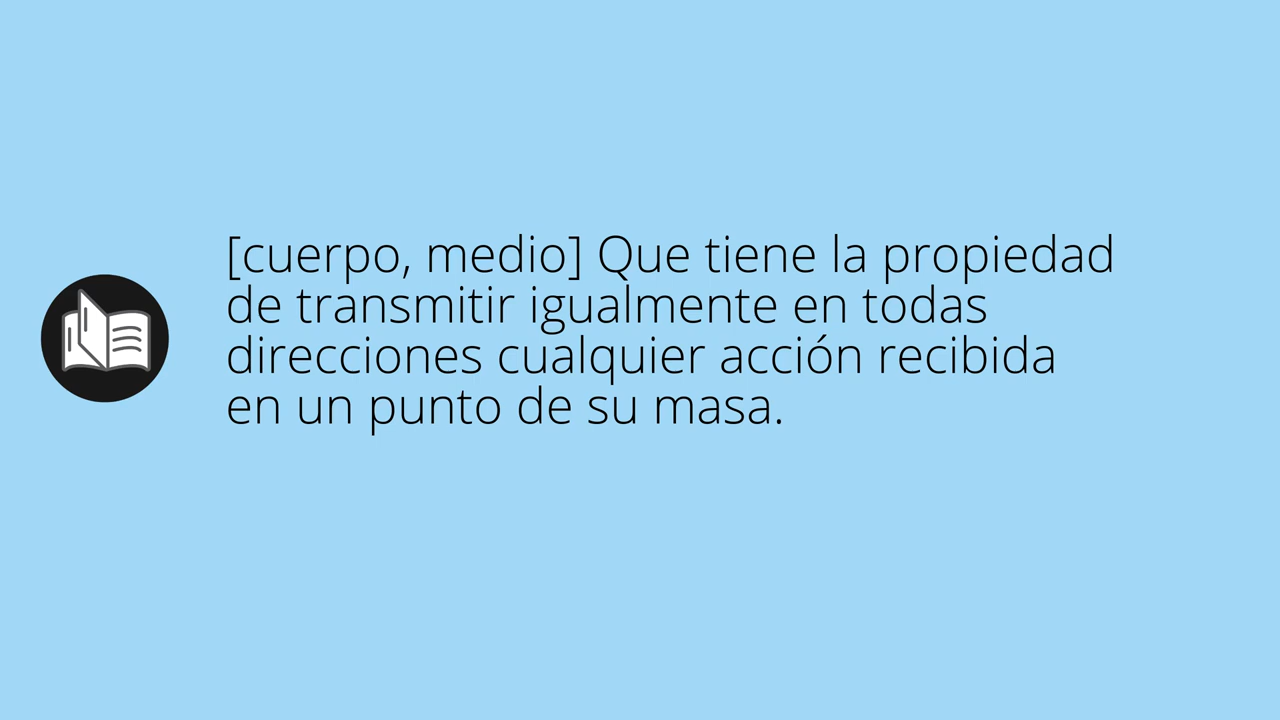 [cuerpo, medio] Que tiene la propiedad
de transmitir igualmente en todas
direcciones cualquier acción recibida
en un punto de su masa.